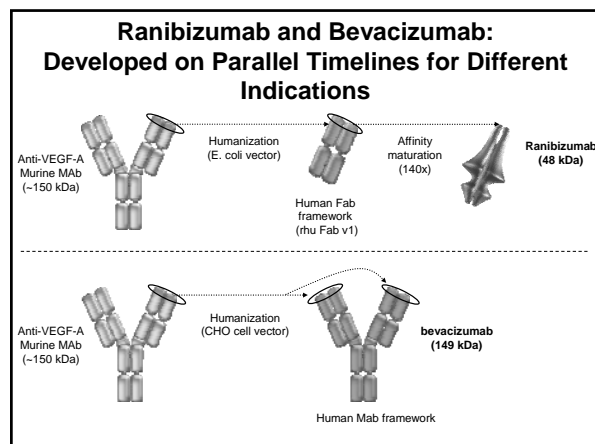 Ranibizumab and Bevacizumab:
Developed on Parallel Timelines for Different
Indications
Anti-VEGF-A
Murine MAb
(~150 kDa)
Humanization
(E. coli vector)
Human Fab
framework
(rhu Fab v1)
Affinity
maturation
(140x)
Ranibizumab
(48 kDa)
Anti-VEGF-A
Murine MAb
(~150 kDa)
Humanization
(CHO cell vector)
Human Mab framework
bevacizumab
(149 kDa)